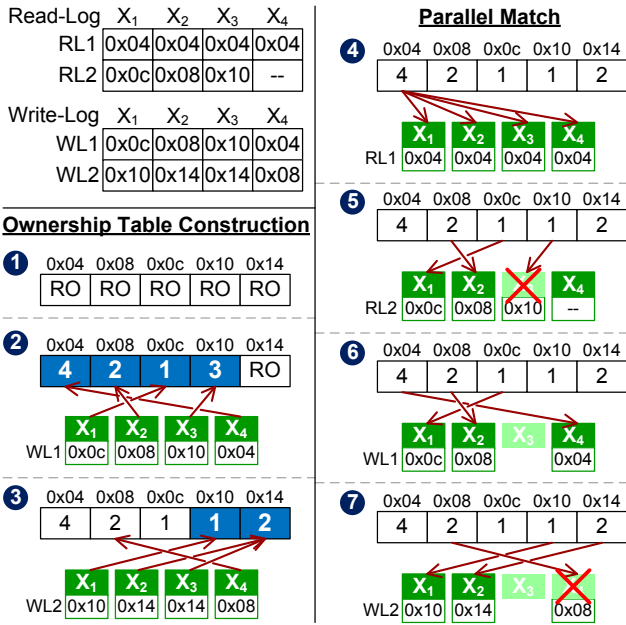 Read-Log X1 X2 X3 X4
RL1 0x04 0x04 0x04 0x04
RL2 0x0c 0x08 0x10 --
Write-Log X1 X2 X3 X4
WL1 0x0c 0x08 0x10 0x04
WL2 0x10 0x14 0x14 0x08
Ownership Table Construction
1 0x04 0x08 0x0c 0x10 0x14
RO RO RO RO RO
2 0x04 0x08 0x0c 0x10 0x14
4 2 1 3 RO
X1 X2 X3 X4
WL1 0x0c 0x08 0x10 0x04
3 0x04 0x08 0x0c 0x10 0x14
4 2 1 1 2
X1 X2 X3 X4
WL2 0x10 0x14 0x14 0x08
Parallel Match
4 0x04 0x08 0x0c 0x10 0x14
4 2 1 1 2
X1 X2 X3 X4
RL1 0x04 0x04 0x04 0x04
5 0x04 0x08 0x0c 0x10 0x14
4 2 1 1 2
X1 X2 X4
RL2 0x0c 0x08 0x10 --
6 0x04 0x08 0x0c 0x10 0x14
4 2 1 1 2
X1 X2 X3 X4
WL1 0x0c 0x08 0x04
7 0x04 0x08 0x0c 0x10 0x14
4 2 1 1 2
X1 X2 X3
WL2 0x10 0x14 0x08